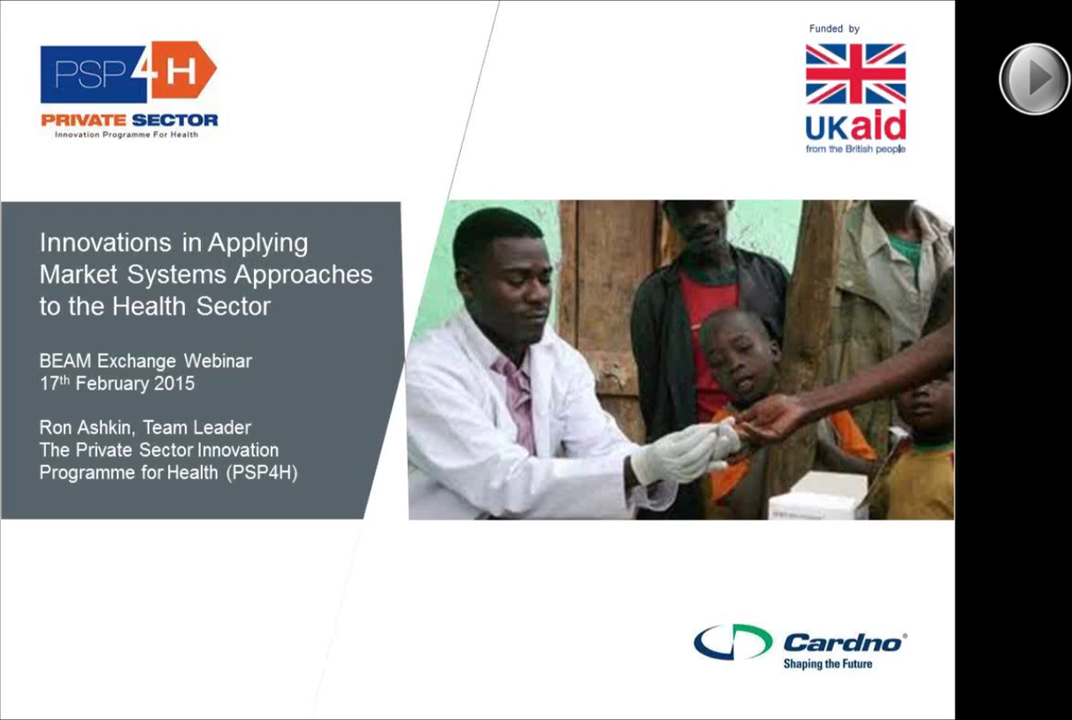 PSP4H
PRIVATE SECTOR
Innovation Programme For Health
Funded by
UKaid
from the British people
Innovations in Applying
Market Systems Approaches
to the Health Sector
BEAM Exchange Webinar
17th February 2015
Ron Ashkin, Team Leader
The Private Sector Innovation
Programme for Health (PSP4H)
Cardno®
Shaping the Future